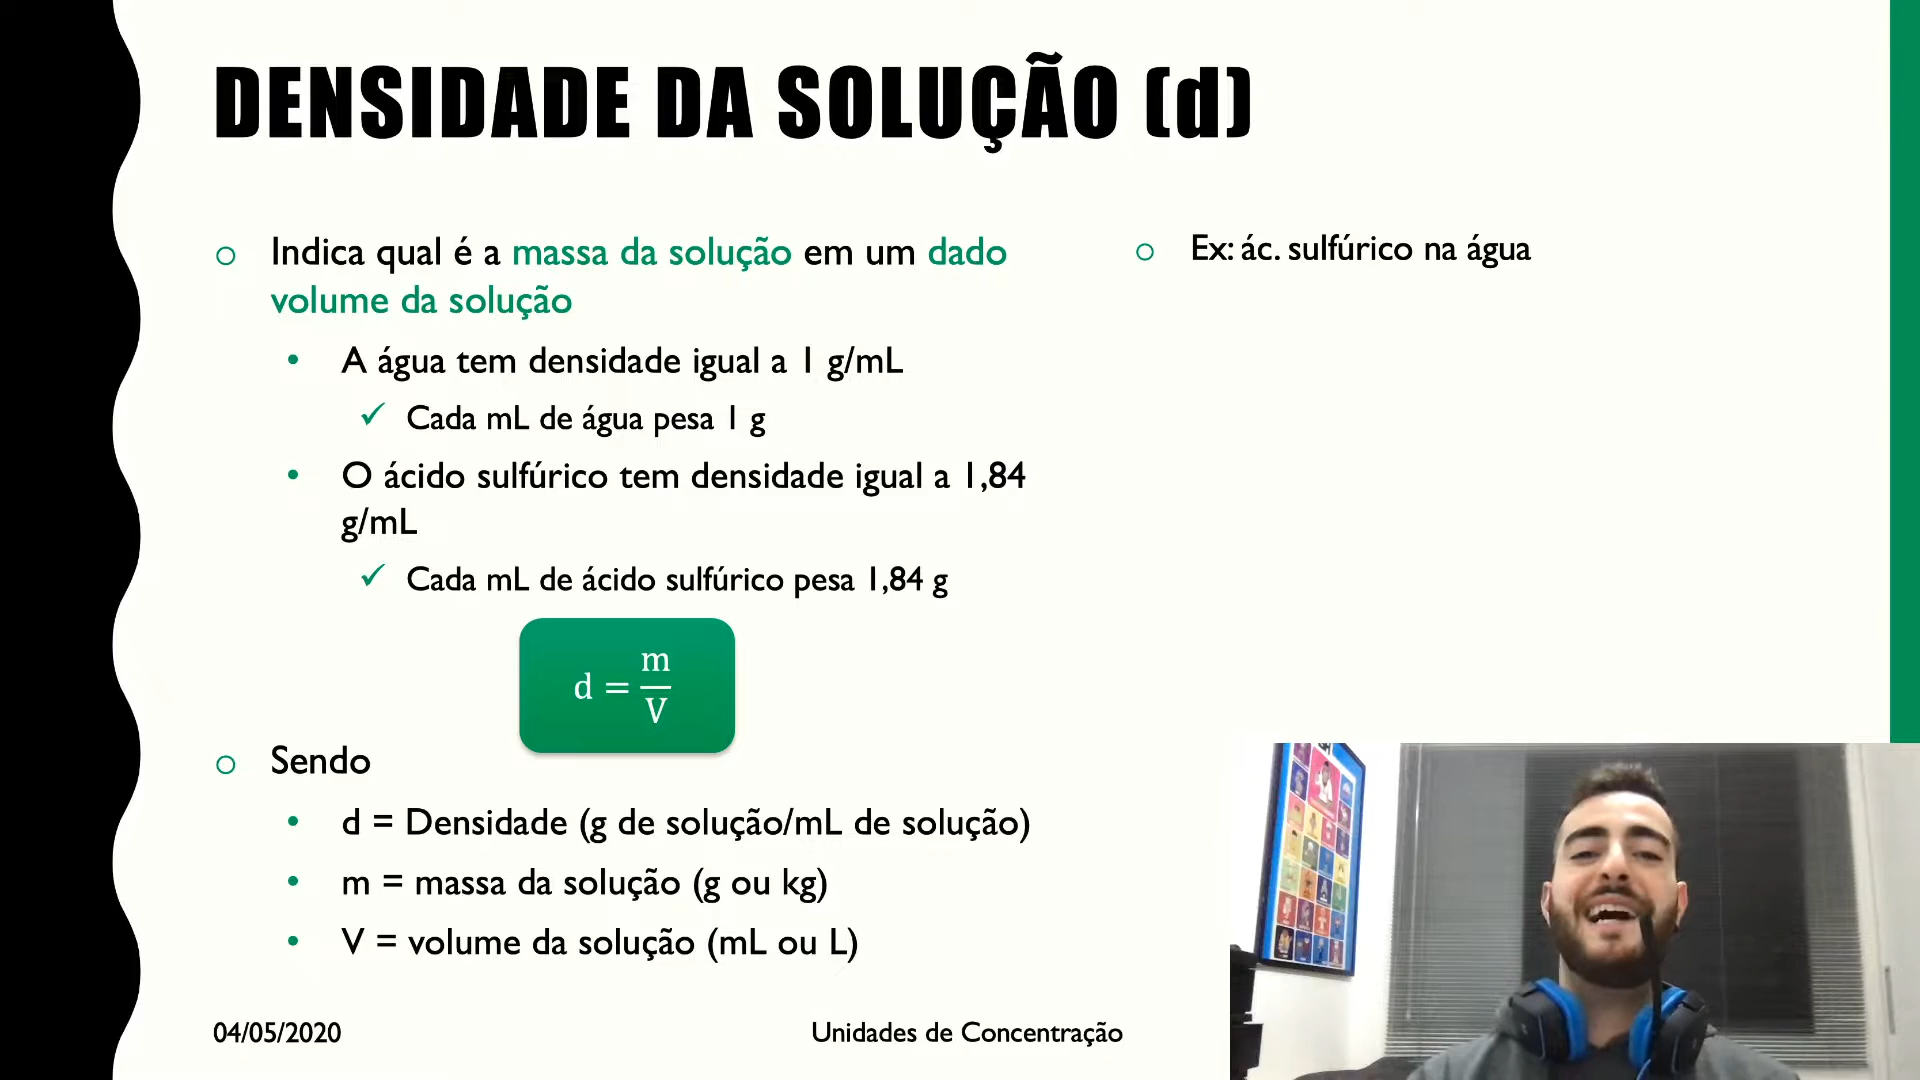 DENSIDADE DA SOLUÇÃO (d)
Indica qual é a massa da solução em um dado
volume da solução
A água tem densidade igual a 1 g/mL
Cada mL de água pesa 1 g
O ácido sulfúrico tem densidade igual a 1,84
g/mL
Cada mL de ácido sulfúrico pesa 1,84 g
d = m/V
Sendo
d = Densidade (g de solução/mL de solução)
m = massa da solução (g ou kg)
V = volume da solução (mL ou L)
Ex: ác. sulfúrico na água
04/05/2020
Unidades de Concentração